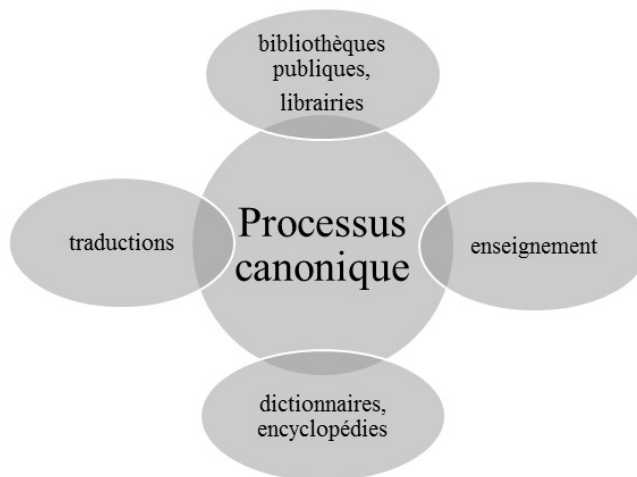 bibliothèques
publiques,
librairies
traductions
Processus
canonique
enseignement
dictionnaires,
encyclopédies